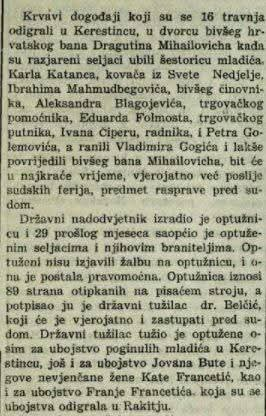 Krvavi događaji koji su se 16 travnja
odigrali u Kerestincu, u dvorcu bivšeg hr-
vatskog bana Dragutina Mihailovicha kada
su razjareni seljaci ubili šestoricu mladića,
Karla Katanca, kovača iz Svete Nedjelje,
Ibrahima Mahmudbegovića, bivšeg činovni-
ka, Aleksandra Blagojevića, trgovačkog
pomoćnika, Eduarda Folmosta, trgovačkog
putnika, Ivana Ciperu, radnika, i Petra Go-
lemovića, a ranili Vladimira Gogića i lakše
povrijedili bivšeg bana Mihailovicha, bit će
u najkraće vrijeme, vjerojatno već poslije
sudskih ferija, predmet rasprave pred su-
dom.
Državni nadodvjetnik izradio je optužni-
cu i 29 prošlog mjeseca saopćio je optuže-
nim seljacima i njihovim braniteljima. Op-
tuženi nisu izjavili žalbu na optužnicu, i on-
a je postala pravomoćna. Optužnica iznosi
89 strana otipkanih na pisaćem stroju, a
potpisao ju je državni tužilac dr. Belčić,
koji će je vjerojatno i zastupati pred su-
dom. Državni tužilac tužio je optužene o-
sim za ubojstvo poginulih mladića u Kere-
stincu, još i za ubojstvo Jovana Bute i nje-
gove nevjenčane žene Kate Francetić, kao
i za ubojstvo Franje Francetića. koja su se
ubojstva odigrala u Rakitju.